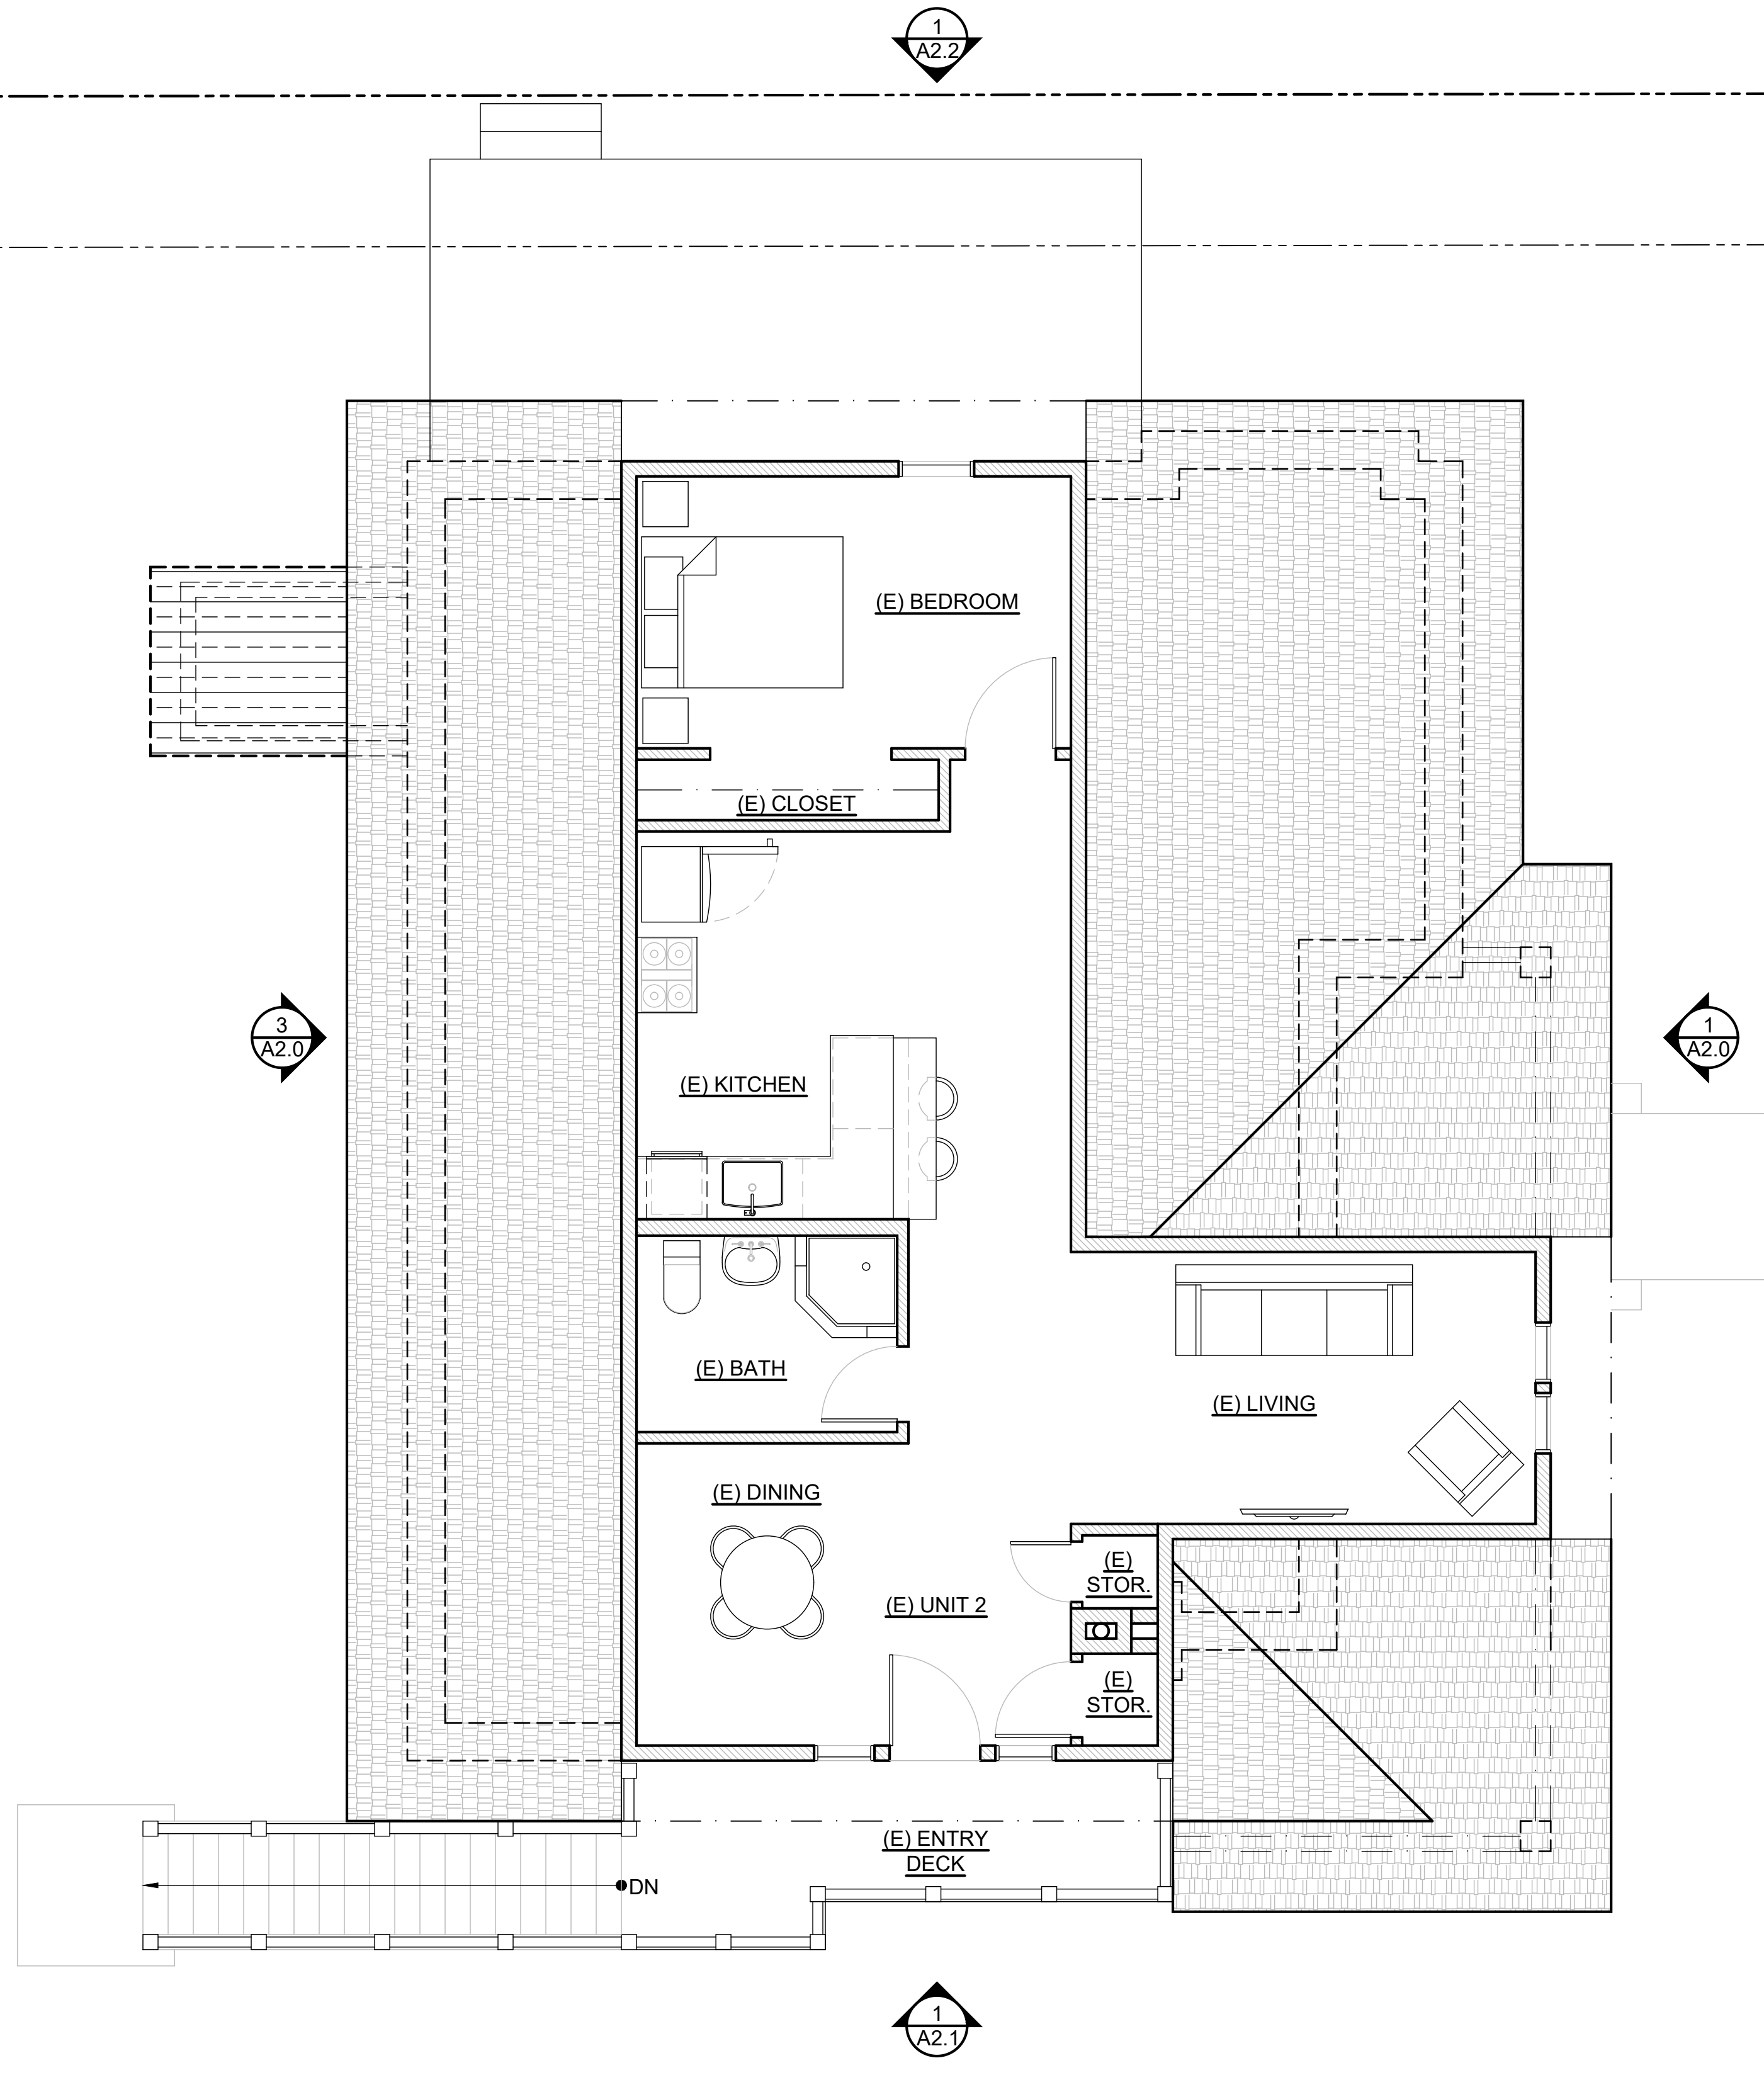 1
A2.2
(E) BEDROOM
(E) CLOSET
3
A2.0
1
A2.0
(E) KITCHEN
(E) BATH
(E) LIVING
(E) DINING
(E)
STOR.
(E) UNIT 2
(E)
STOR.
(E) ENTRY
DECK
DN
1
A2.1